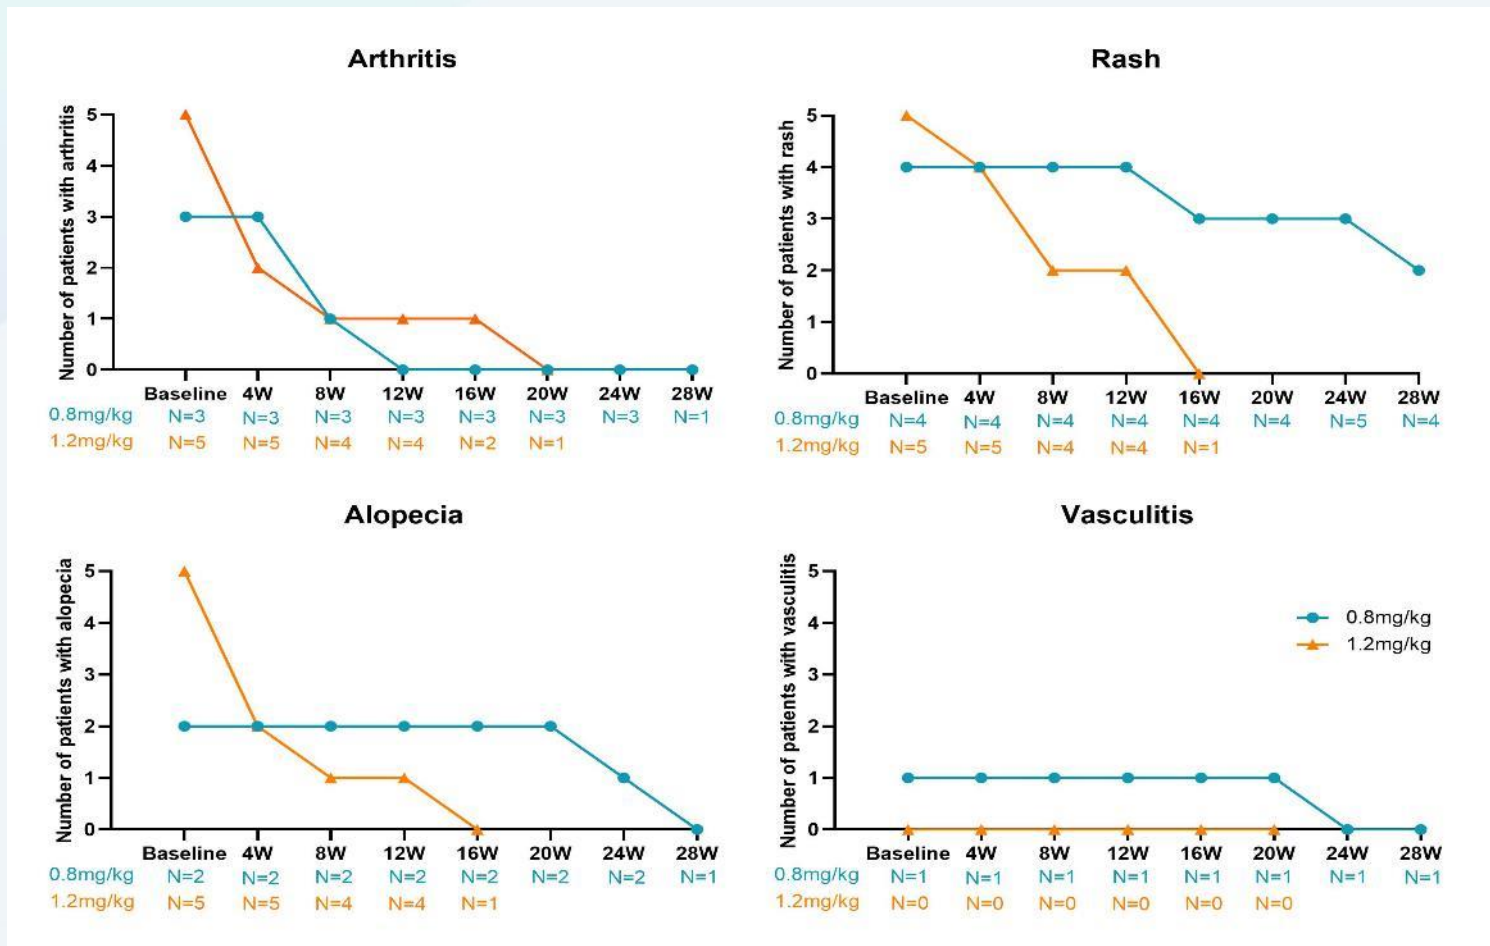 Arthritis
Number of patients with arthritis
5
4
3
2
1
0
Baseline 4W 8W 12W 16W 20W 24W 28W
0.8mg/kg N=3 N=3 N=3 N=3 N=3 N=3 N=3 N=1
1.2mg/kg N=5 N=5 N=4 N=4 N=2 N=1
Rash
Number of patients with rash
5
4
3
2
1
0
Baseline 4W 8W 12W 16W 20W 24W 28W
0.8mg/kg N=4 N=4 N=4 N=4 N=4 N=4 N=5 N=4
1.2mg/kg N=5 N=5 N=4 N=4 N=1
Alopecia
Number of patients with alopecia
5
4
3
2
1
0
Baseline 4W 8W 12W 16W 20W 24W 28W
0.8mg/kg N=2 N=2 N=2 N=2 N=2 N=2 N=2 N=1
1.2mg/kg N=5 N=5 N=4 N=4 N=1
Vasculitis
Number of patients with vasculitis
5
4
3
2
1
0
0.8mg/kg
1.2mg/kg
Baseline 4W 8W 12W 16W 20W 24W 28W
0.8mg/kg N=1 N=1 N=1 N=1 N=1 N=1 N=1 N=1
1.2mg/kg N=0 N=0 N=0 N=0 N=0 N=0